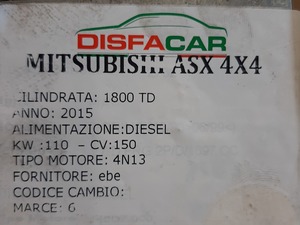 DISFACAR
MITSUBISHI ASX 4X4
CILINDRATA: 1800 TD
ANNO: 2015
ALIMENTAZIONE:DIESEL
KW :110 – CV:150
TIPO MOTORE: 4N13
FORNITORE: ebe
CODICE CAMBIO:
MARCE: 6